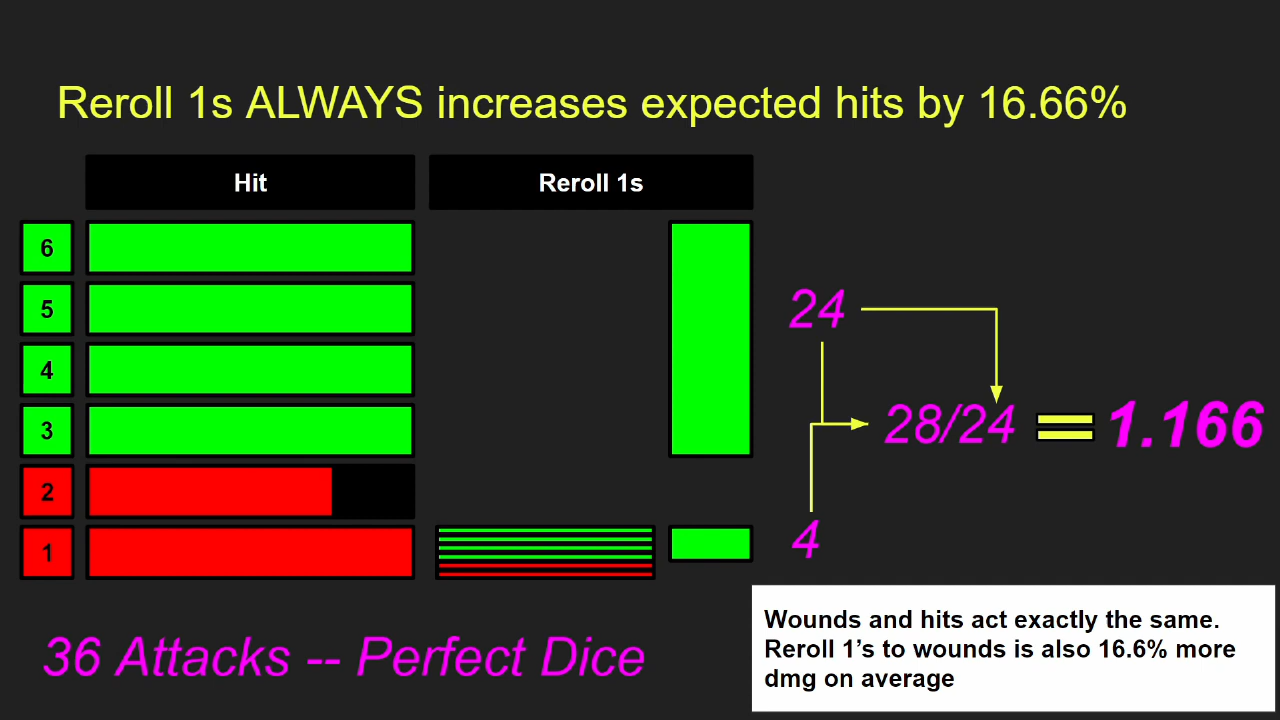 Reroll 1s ALWAYS increases expected hits by 16.66%
Hit
Reroll 1s
6
5
4
3
2
1
24
28/24
1.166
4
36 Attacks -- Perfect Dice
Wounds and hits act exactly the same.
Reroll 1's to wounds is also 16.6% more
dmg on average